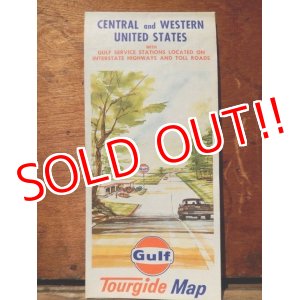 CENTRAL and WESTERN
UNITED STATES
WITH
GULF SERVICE STATIONS LOCATED ON
INTERSTATE HIGHWAYS AND TOLL ROADS
SOLD OUT!!
Gulf
Tourgide Map